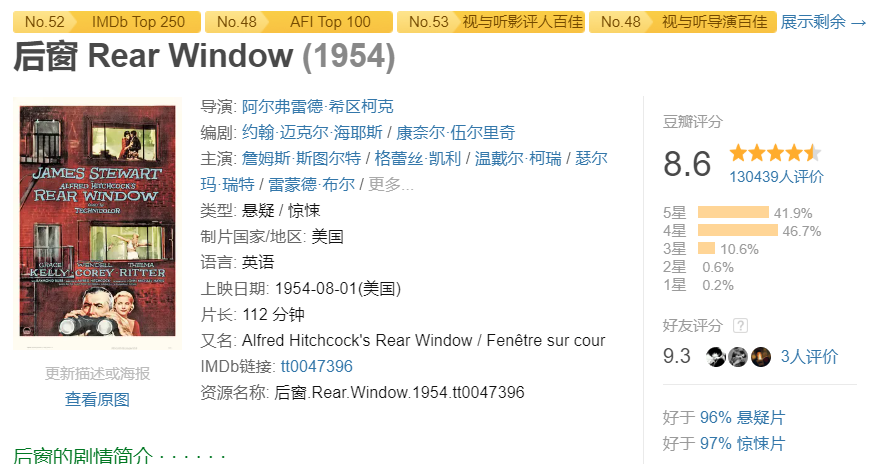 No.52 IMDb Top 250 No.48 AFI Top 100 No.53 视与听影评人百佳 No.48 视与听导演百佳 展示剩余 →
后窗 Rear Window (1954)
JAMES STEWART
ALFRED HITCHCOCK'S
REAR WINDOW
TECHNICOLOR
GRACE KELLY WENDELL COREY THELMA RITTER
更新描述或海报
查看原图
导演: 阿尔弗雷德·希区柯克
编剧: 约翰·迈克尔·海耶斯 / 康奈尔·伍尔里奇
主演: 詹姆斯·斯图尔特 / 格蕾丝·凯利 / 温戴尔·柯瑞 / 瑟尔
玛·瑞特 / 雷蒙德·布尔 / 更多...
类型: 悬疑 / 惊悚
制片国家/地区: 美国
语言: 英语
上映日期: 1954-08-01(美国)
片长: 112 分钟
又名: Alfred Hitchcock's Rear Window / Fenêtre sur cour
IMDb链接: tt0047396
资源名称: 后窗.Rear.Window.1954.tt0047396
豆瓣评分
8.6
130439人评价
5星 41.9%
4星 46.7%
3星 10.6%
2星 0.6%
1星 0.2%
好友评分 ?
9.3 3人评价
好于 96% 悬疑片
好于 97% 惊悚片
后窗的剧情简介 · · · · · ·